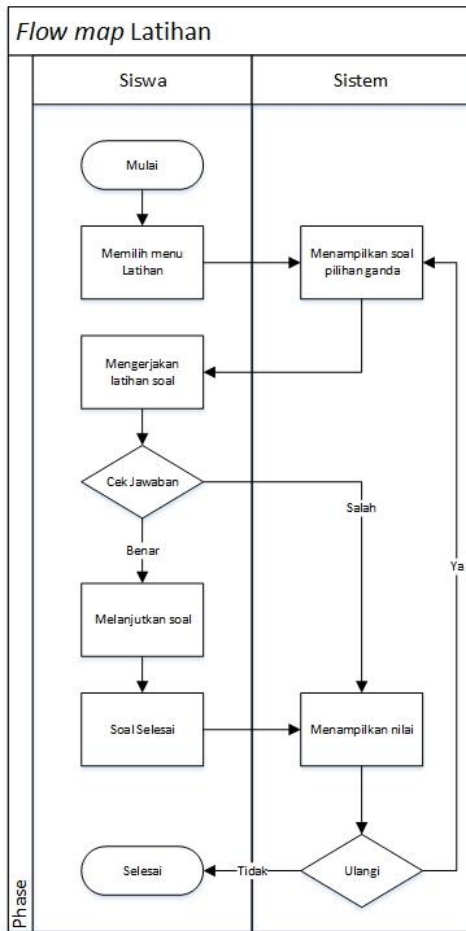 Flow map Latihan
Siswa
Sistem
Mulai
Memilih menu
Latihan
Menampilkan soal
pilihan ganda
Mengerjakan
latihan soal
Cek Jawaban
Salah
Benar
Ya
Melanjutkan soal
Soal Selesai
Menampilkan nilai
Selesai
Tidak
Ulangi
Phase